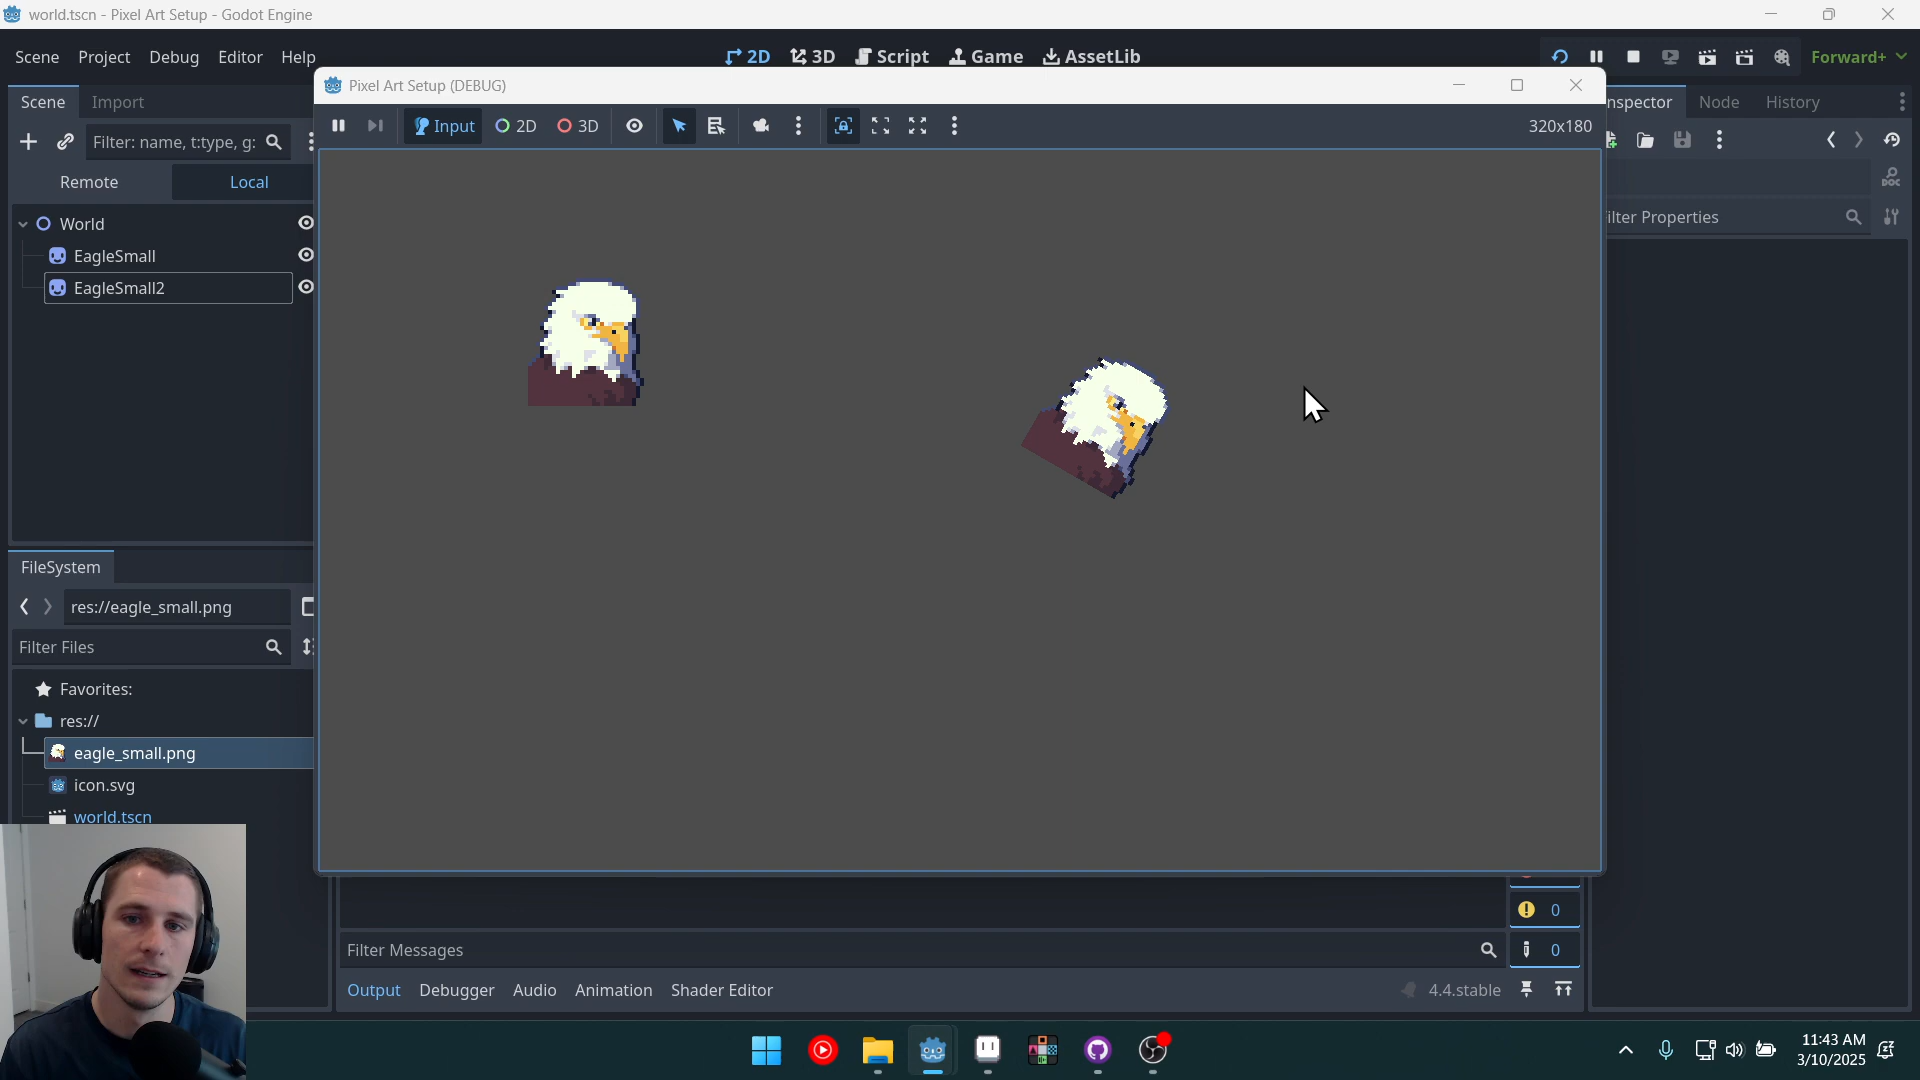 world.tscn - Pixel Art Setup - Godot Engine
Scene Project Debug Editor Help
2D 3D Script Game AssetLib
Forward+
Pixel Art Setup (DEBUG)
Scene Import
nspector Node History
Input 2D 3D
320x180
Filter: name, t:type, g:
Remote Local
World
EagleSmall
EagleSmall2
ilter Properties
DOC
FileSystem
res://eagle_small.png
Filter Files
Favorites:
res://
eagle_small.png
icon.svg
world.tscn
0
Filter Messages
0
Output Debugger Audio Animation Shader Editor
4.4.stable
11:43 AM
3/10/2025